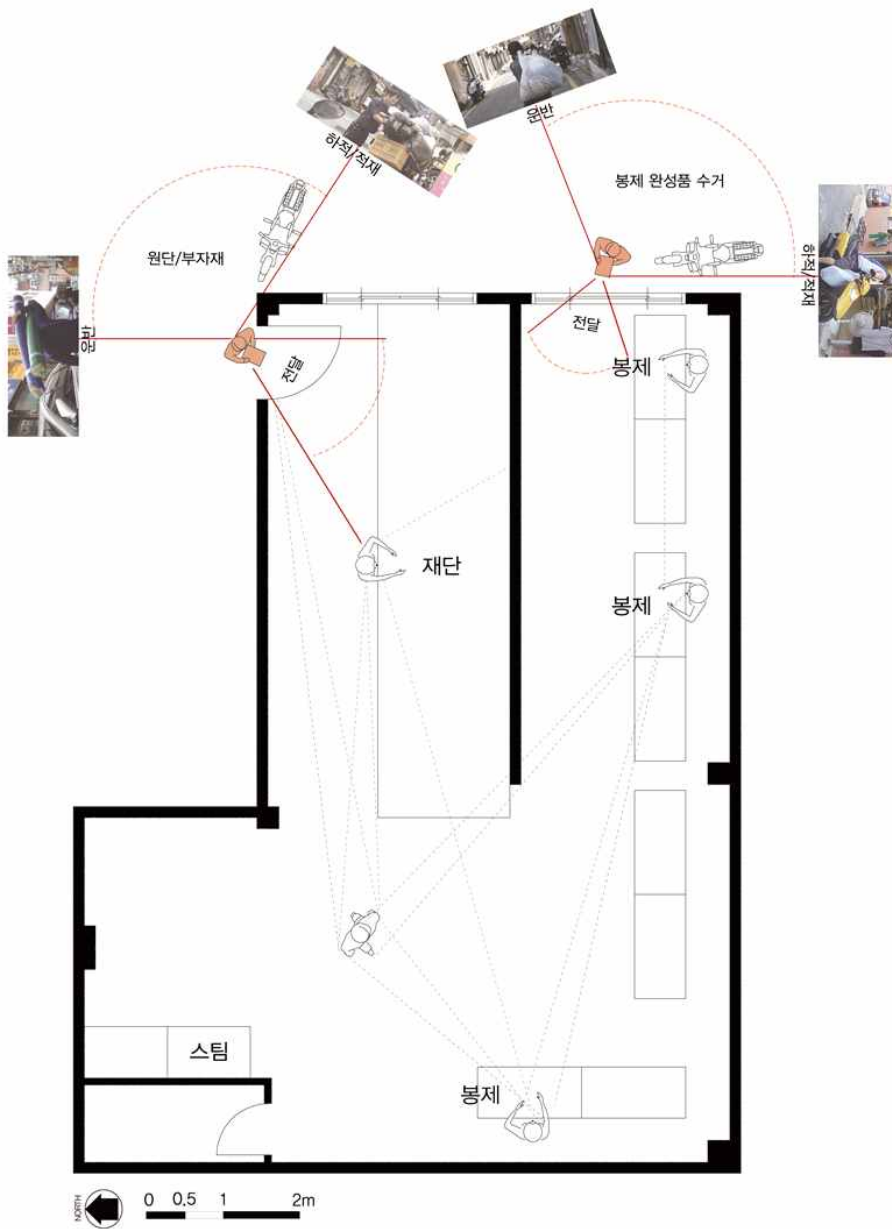 운반
하적/적재
봉제 완성품 수거
원단/부자재
하적/적재
전달
운반
전달
봉제
재단
봉제
스팀
봉제
NORTH
0 0.5 1 2m